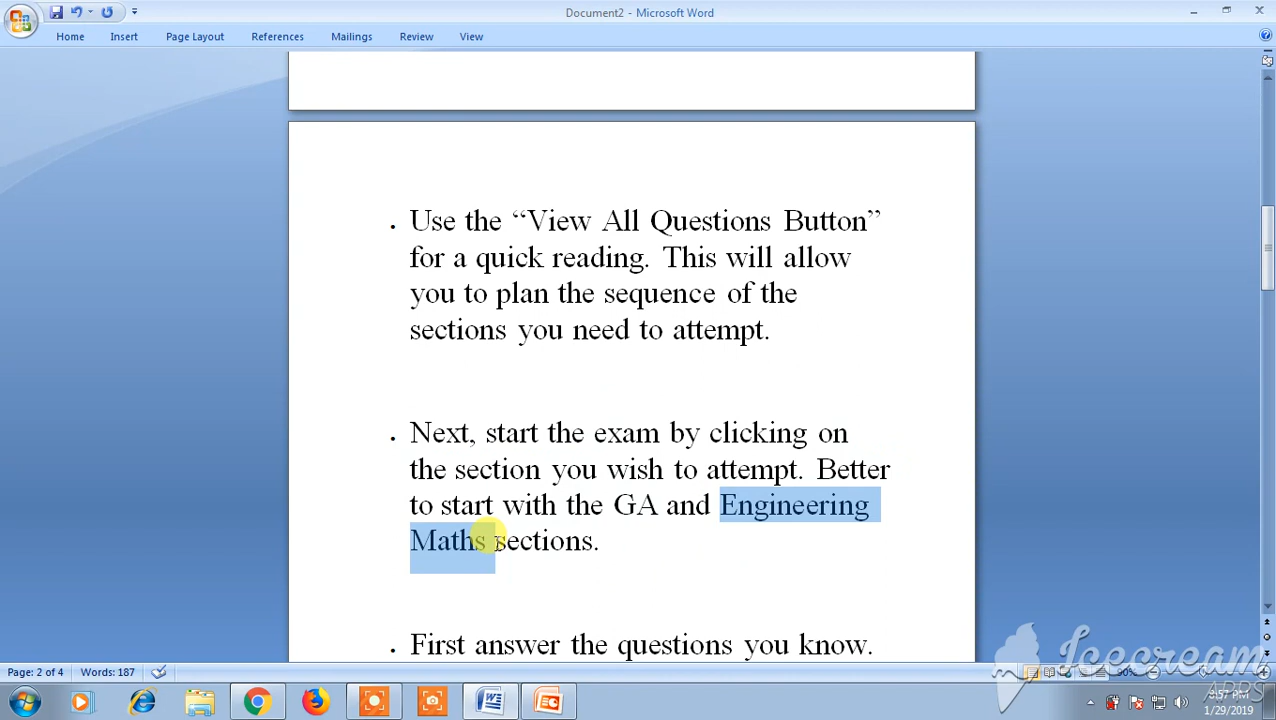 Document2 - Microsoft Word
Home Insert Page Layout References Mailings Review View
Use the “View All Questions Button”
for a quick reading. This will allow
you to plan the sequence of the
sections you need to attempt.
Next, start the exam by clicking on
the section you wish to attempt. Better
to start with the GA and Engineering
Maths sections.
First answer the questions you know.
Icecream
APPS
Page: 2 of 4 Words: 187
1/29/2019